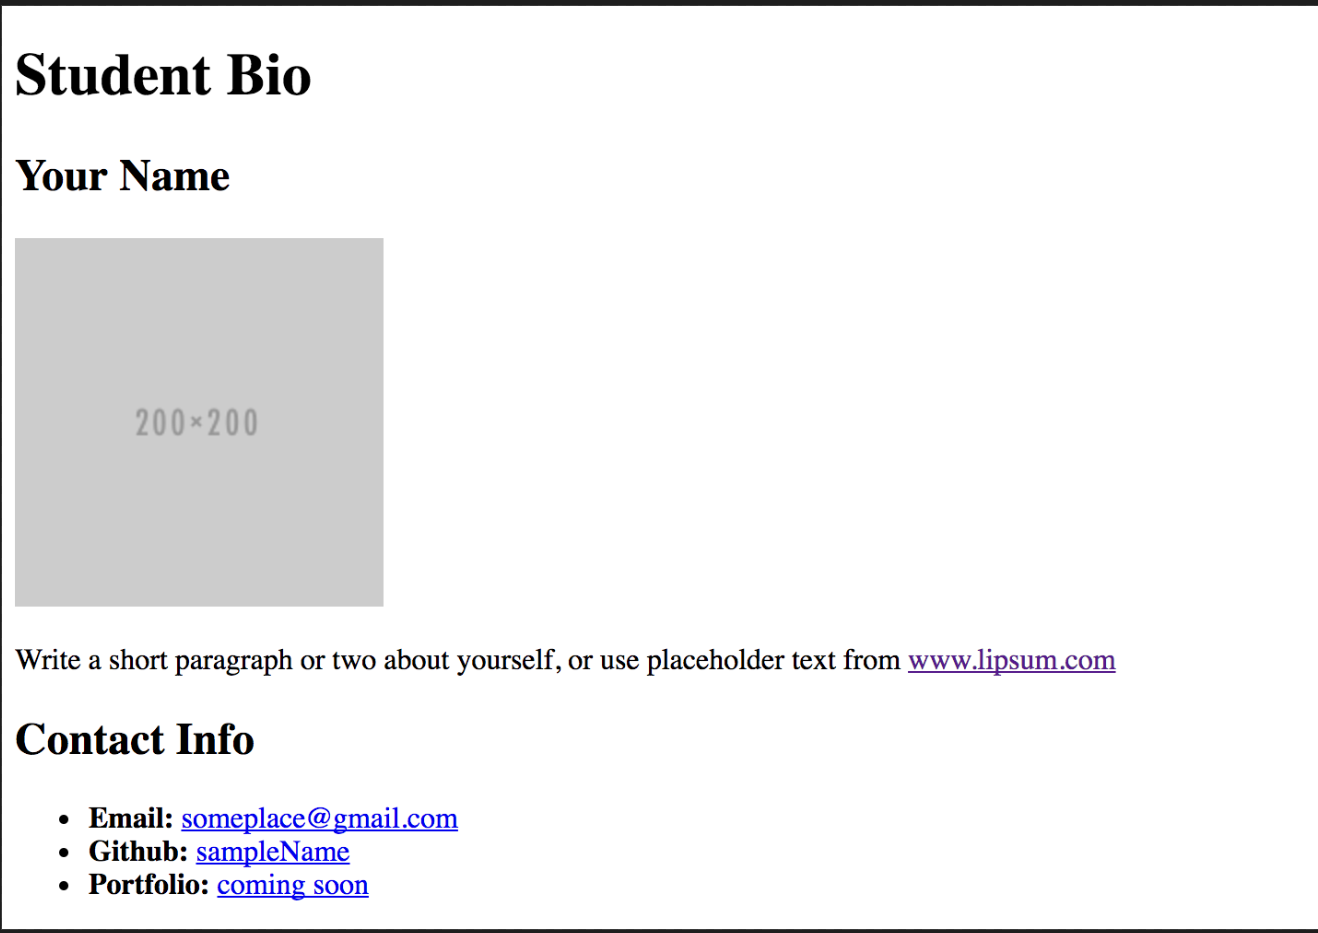 Student Bio
Your Name
200×200
Write a short paragraph or two about yourself, or use placeholder text from www.lipsum.com
Contact Info
• Email: someplace@gmail.com
• Github: sampleName
• Portfolio: coming soon